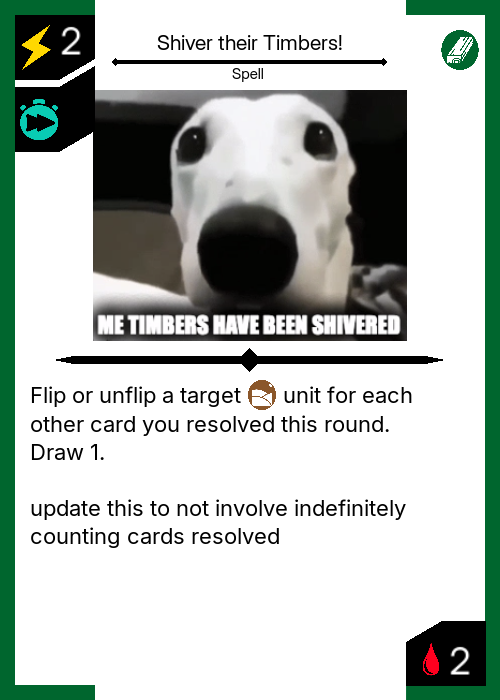 2
Shiver their Timbers!
Spell
ME TIMBERS HAVE BEEN SHIVERED
Flip or unflip a target unit for each
other card you resolved this round.
Draw 1.
update this to not involve indefinitely
counting cards resolved
2